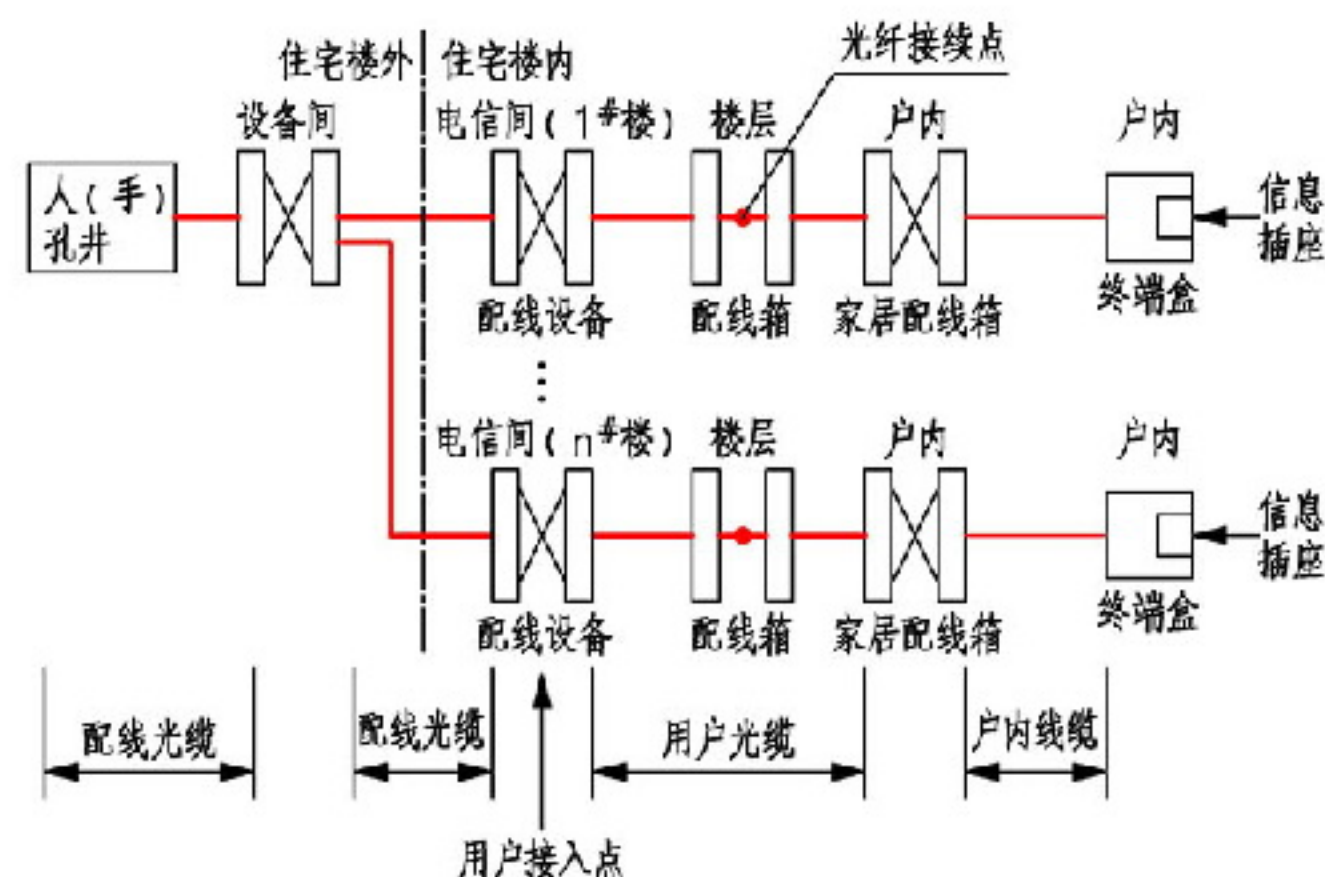 光纤接续点
住宅楼外 住宅楼内
设备间 电信间(1#楼) 楼层 户内 户内
人(手)
孔井
信息
插座
配线设备 配线箱 家居配线箱 终端盒
电信间(n#楼) 楼层 户内 户内
信息
插座
配线设备 配线箱 家居配线箱 终端盒
配线光缆 配线光缆 用户光缆 户内线缆
用户接入点